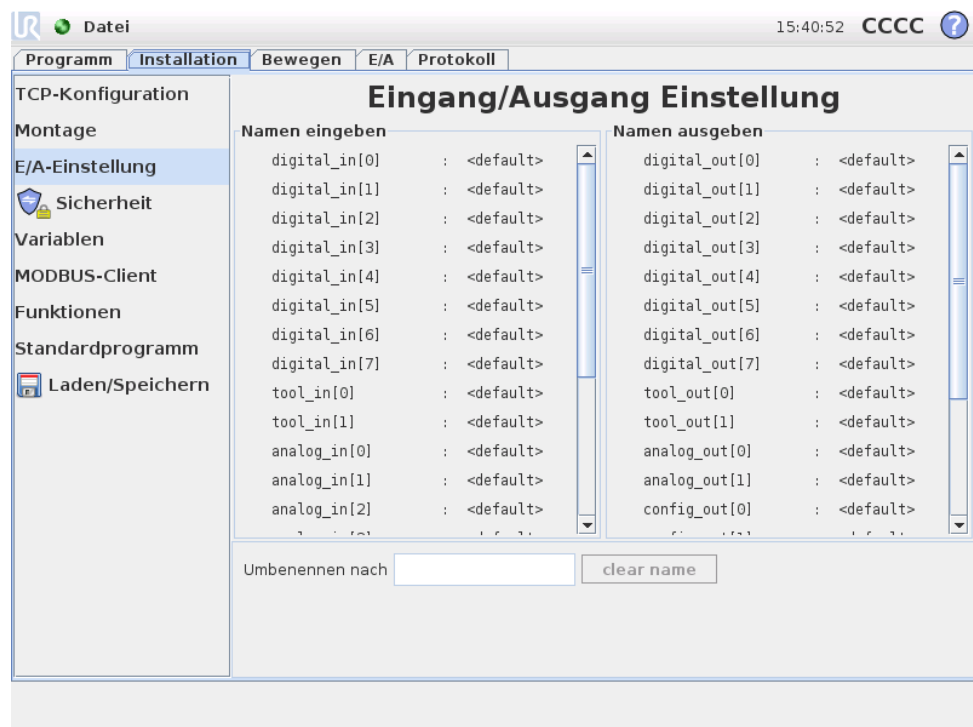 UR Datei 15:40:52 CCCC ?
Programm Installation Bewegen E/A Protokoll
TCP-Konfiguration
Montage
E/A-Einstellung
Sicherheit
Variablen
MODBUS-Client
Funktionen
Standardprogramm
Laden/Speichern
Eingang/Ausgang Einstellung
Namen eingeben
digital_in[0] : <default>
digital_in[1] : <default>
digital_in[2] : <default>
digital_in[3] : <default>
digital_in[4] : <default>
digital_in[5] : <default>
digital_in[6] : <default>
digital_in[7] : <default>
tool_in[0] : <default>
tool_in[1] : <default>
analog_in[0] : <default>
analog_in[1] : <default>
analog_in[2] : <default>
Namen ausgeben
digital_out[0] : <default>
digital_out[1] : <default>
digital_out[2] : <default>
digital_out[3] : <default>
digital_out[4] : <default>
digital_out[5] : <default>
digital_out[6] : <default>
digital_out[7] : <default>
tool_out[0] : <default>
tool_out[1] : <default>
analog_out[0] : <default>
analog_out[1] : <default>
config_out[0] : <default>
Umbenennen nach clear name